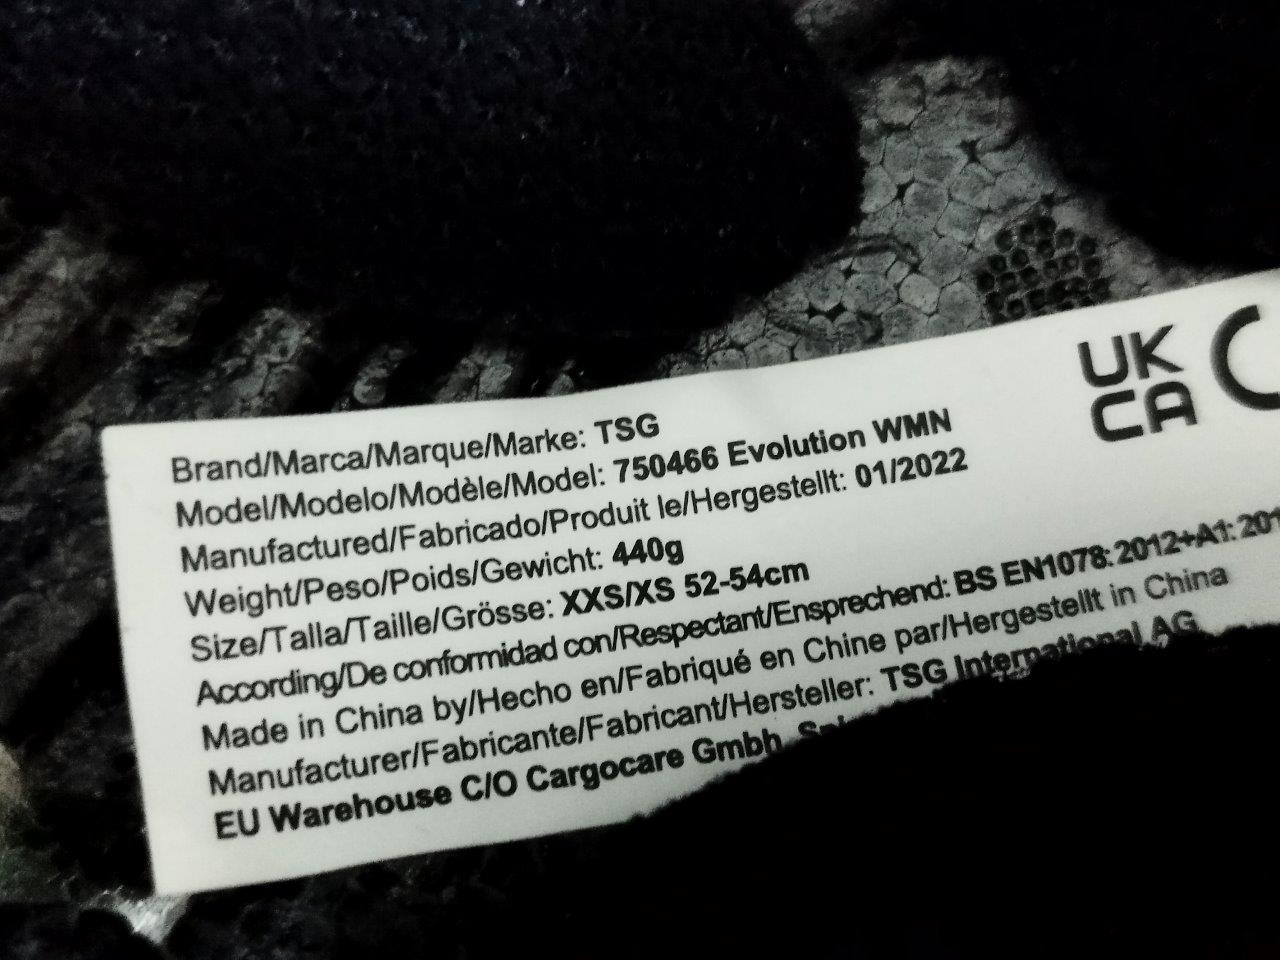 Brand/Marca/Marque/Marke: TSG
Model/Modelo/Modèle/Model: 750466 Evolution WMN
Manufactured/Fabricado/Produit le/Hergestellt: 01/2022
Weight/Peso/Poids/Gewicht: 440g
Size/Talla/Taille/Grösse: XXS/XS 52-54cm
According/De conformidad con/Respectant/Ensprechend: BS EN1078: 2012+A1: 201
Made in China by/Hecho en/Fabriqué en Chine par/Hergestellt in China
Manufacturer/Fabricante/Fabricant/Hersteller: TSG International AG
EU Warehouse C/O Cargocare Gmbh,
UK
CA
C